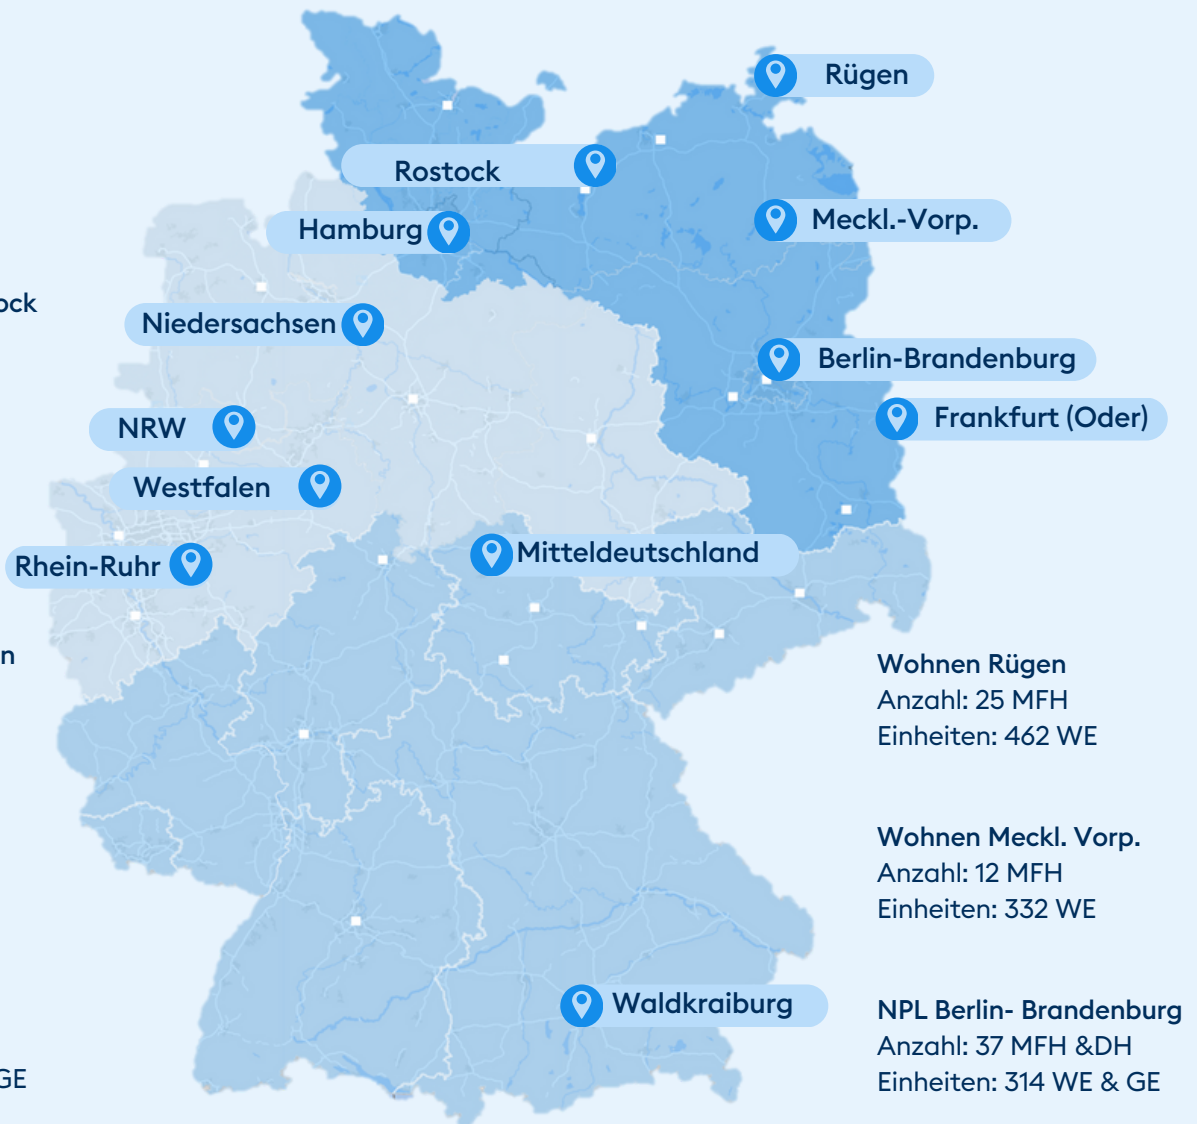 Rügen
Rostock
Meckl.-Vorp.
Hamburg
ock
Niedersachsen
Berlin-Brandenburg
Frankfurt (Oder)
NRW
Westfalen
Mitteldeutschland
Rhein-Ruhr
n
Wohnen Rügen
Anzahl: 25 MFH
Einheiten: 462 WE
Wohnen Meckl. Vorp.
Anzahl: 12 MFH
Einheiten: 332 WE
Waldkraiburg
NPL Berlin- Brandenburg
Anzahl: 37 MFH &DH
Einheiten: 314 WE & GE
GE